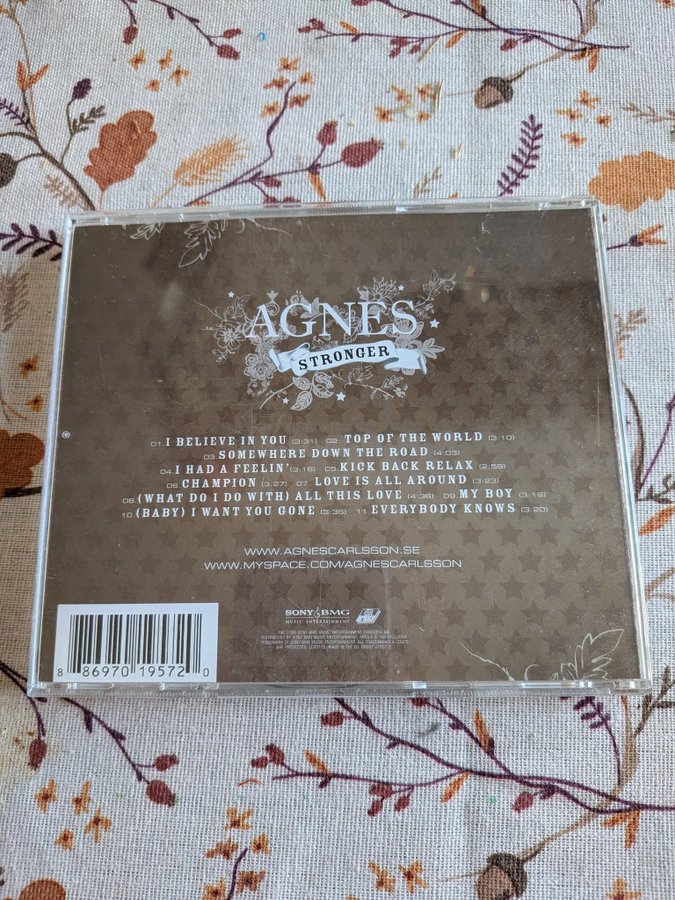 AGNES
STRONGER
01. I BELIEVE IN YOU (3:31) 02. TOP OF THE WORLD (3:10)
03. SOMEWHERE DOWN THE ROAD (4:03)
04. I HAD A FEELIN' (3:16) 05. KICK BACK RELAX (2:59)
06. CHAMPION (3:27) 07. LOVE IS ALL AROUND (3:23)
08. (WHAT DO I DO WITH) ALL THIS LOVE (4:36) 09. MY BOY (3:19)
10. (BABY) I WANT YOU GONE (3:35) 11. EVERYBODY KNOWS (3:20)
WWW.AGNESCARLSSON.SE
WWW.MYSPACE.COM/AGNESCARLSSON
SONY BMG
MUSIC ENTERTAINMENT
8 86970 19572 0